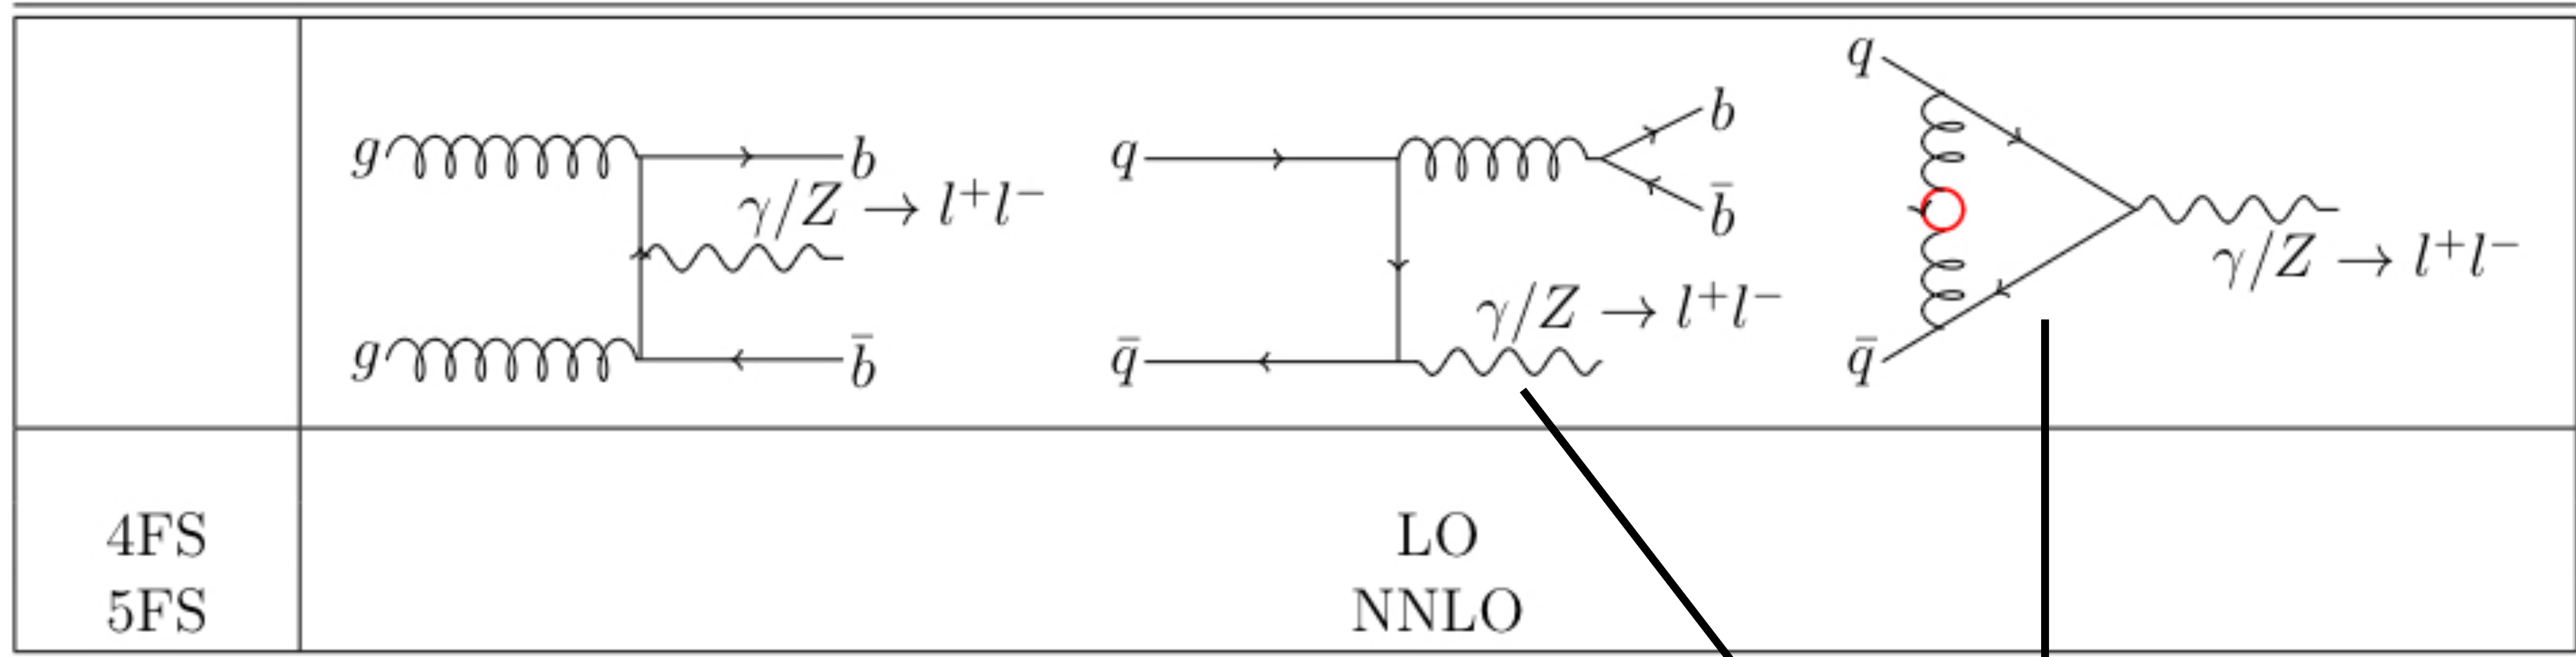 g b
γ/Z → l⁺l⁻
g b̄
q b
b̄
γ/Z → l⁺l⁻
q̄
q
γ/Z → l⁺l⁻
q̄
4FS LO
5FS NNLO